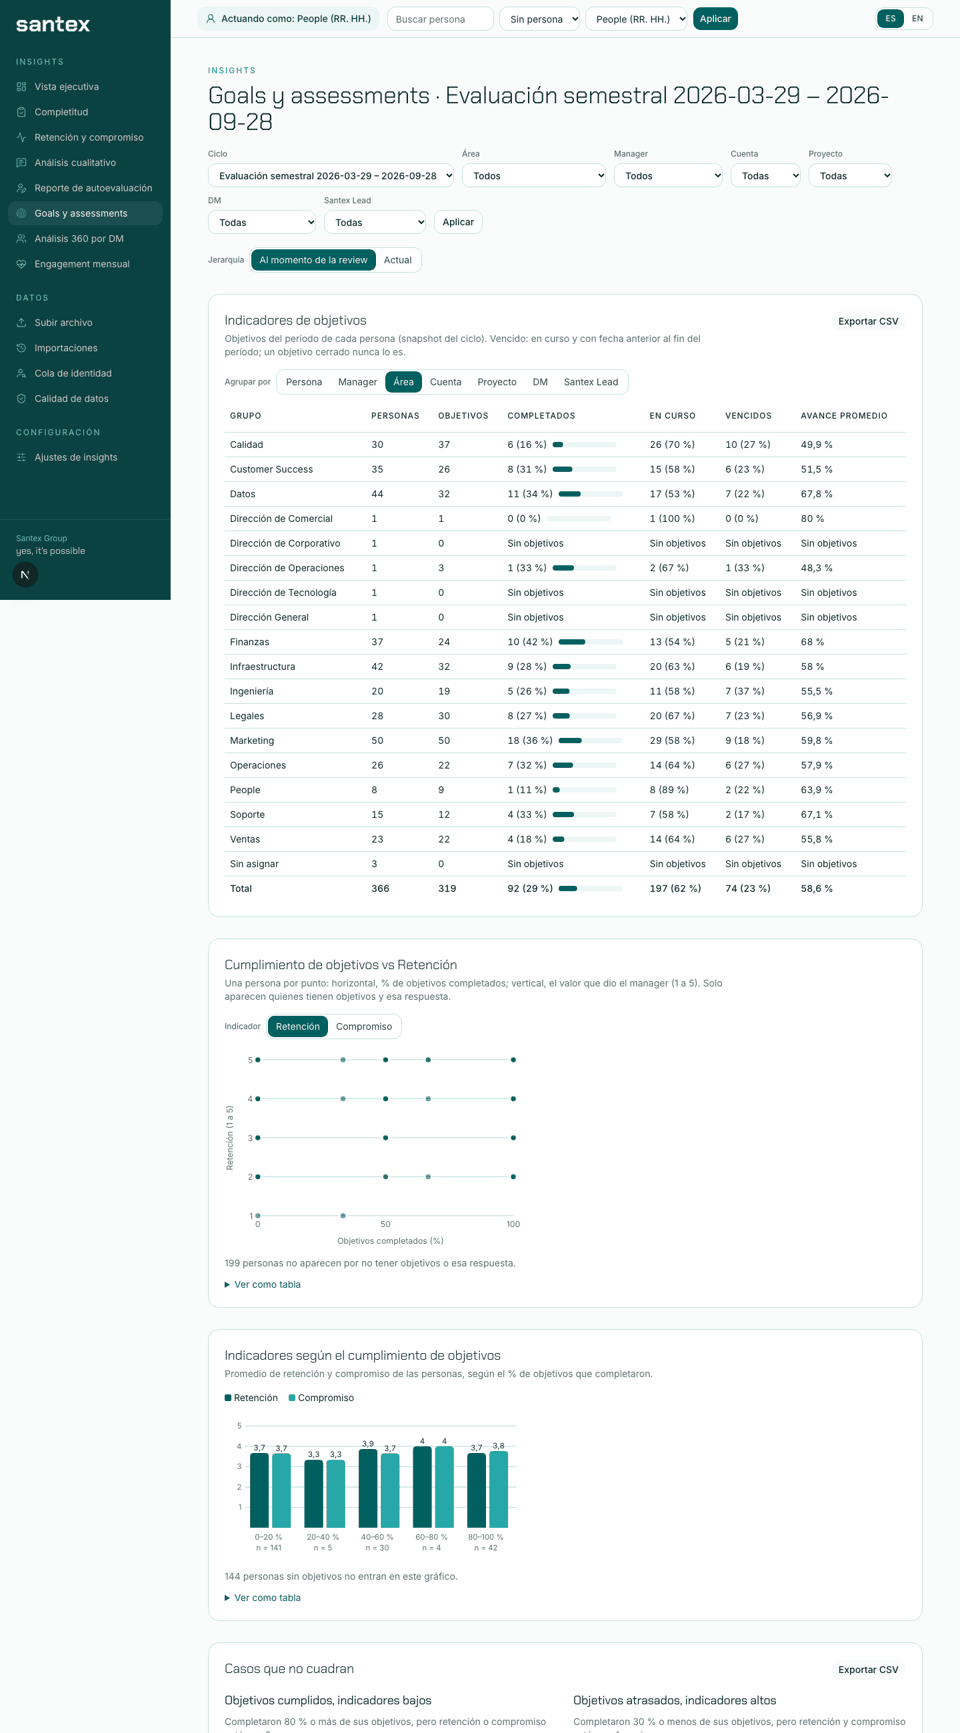 santex
INSIGHTS
Vista ejecutiva
Completitud
Retención y compromiso
Análisis cualitativo
Reporte de autoevaluación
Goals y assessments
Análisis 360 por DM
Engagement mensual
DATOS
Subir archivo
Importaciones
Cola de identidad
Calidad de datos
CONFIGURACIÓN
Ajustes de insights
Santex Group
yes, it's possible
N
Actuando como: People (RR. HH.) Buscar persona Sin persona People (RR. HH.) Aplicar ES EN
INSIGHTS
Goals y assessments · Evaluación semestral 2026-03-29 – 2026-
09-28
Ciclo Área Manager Cuenta Proyecto
Evaluación semestral 2026-03-29 – 2026-09-28 Todos Todos Todas Todas
DM Santex Lead
Todas Todas Aplicar
Jerarquía Al momento de la review Actual
Indicadores de objetivos Exportar CSV
Objetivos del período de cada persona (snapshot del ciclo). Vencido: en curso y con fecha anterior al fin del
período; un objetivo cerrado nunca lo es.
Agrupar por Persona Manager Área Cuenta Proyecto DM Santex Lead
GRUPO PERSONAS OBJETIVOS COMPLETADOS EN CURSO VENCIDOS AVANCE PROMEDIO
Calidad 30 37 6 (16 %) 26 (70 %) 10 (27 %) 49,9 %
Customer Success 35 26 8 (31 %) 15 (58 %) 6 (23 %) 51,5 %
Datos 44 32 11 (34 %) 17 (53 %) 7 (22 %) 67,8 %
Dirección de Comercial 1 1 0 (0 %) 1 (100 %) 0 (0 %) 80 %
Dirección de Corporativo 1 0 Sin objetivos Sin objetivos Sin objetivos Sin objetivos
Dirección de Operaciones 1 3 1 (33 %) 2 (67 %) 1 (33 %) 48,3 %
Dirección de Tecnología 1 0 Sin objetivos Sin objetivos Sin objetivos Sin objetivos
Dirección General 1 0 Sin objetivos Sin objetivos Sin objetivos Sin objetivos
Finanzas 37 24 10 (42 %) 13 (54 %) 5 (21 %) 68 %
Infraestructura 42 32 9 (28 %) 20 (63 %) 6 (19 %) 58 %
Ingeniería 20 19 5 (26 %) 11 (58 %) 7 (37 %) 55,5 %
Legales 28 30 8 (27 %) 20 (67 %) 7 (23 %) 56,9 %
Marketing 50 50 18 (36 %) 29 (58 %) 9 (18 %) 59,8 %
Operaciones 26 22 7 (32 %) 14 (64 %) 6 (27 %) 57,9 %
People 8 9 1 (11 %) 8 (89 %) 2 (22 %) 63,9 %
Soporte 15 12 4 (33 %) 7 (58 %) 2 (17 %) 67,1 %
Ventas 23 22 4 (18 %) 14 (64 %) 6 (27 %) 55,8 %
Sin asignar 3 0 Sin objetivos Sin objetivos Sin objetivos Sin objetivos
Total 366 319 92 (29 %) 197 (62 %) 74 (23 %) 58,6 %
Cumplimiento de objetivos vs Retención
Una persona por punto: horizontal, % de objetivos completados; vertical, el valor que dio el manager (1 a 5). Solo
aparecen quienes tienen objetivos y esa respuesta.
Indicador Retención Compromiso
5
4
3
2
1
Retención (1 a 5)
0 50 100
Objetivos completados (%)
199 personas no aparecen por no tener objetivos o esa respuesta.
Ver como tabla
Indicadores según el cumplimiento de objetivos
Promedio de retención y compromiso de las personas, según el % de objetivos que completaron.
Retención Compromiso
5
4
3
2
1
3,7 3,7 3,3 3,3 3,9 3,7 4 4 3,7 3,8
0–20 % 20–40 % 40–60 % 60–80 % 80–100 %
n = 141 n = 5 n = 30 n = 4 n = 42
144 personas sin objetivos no entran en este gráfico.
Ver como tabla
Casos que no cuadran Exportar CSV
Objetivos cumplidos, indicadores bajos Objetivos atrasados, indicadores altos
Completaron 80 % o más de sus objetivos, pero retención o compromiso Completaron 30 % o menos de sus objetivos, pero retención y compromiso